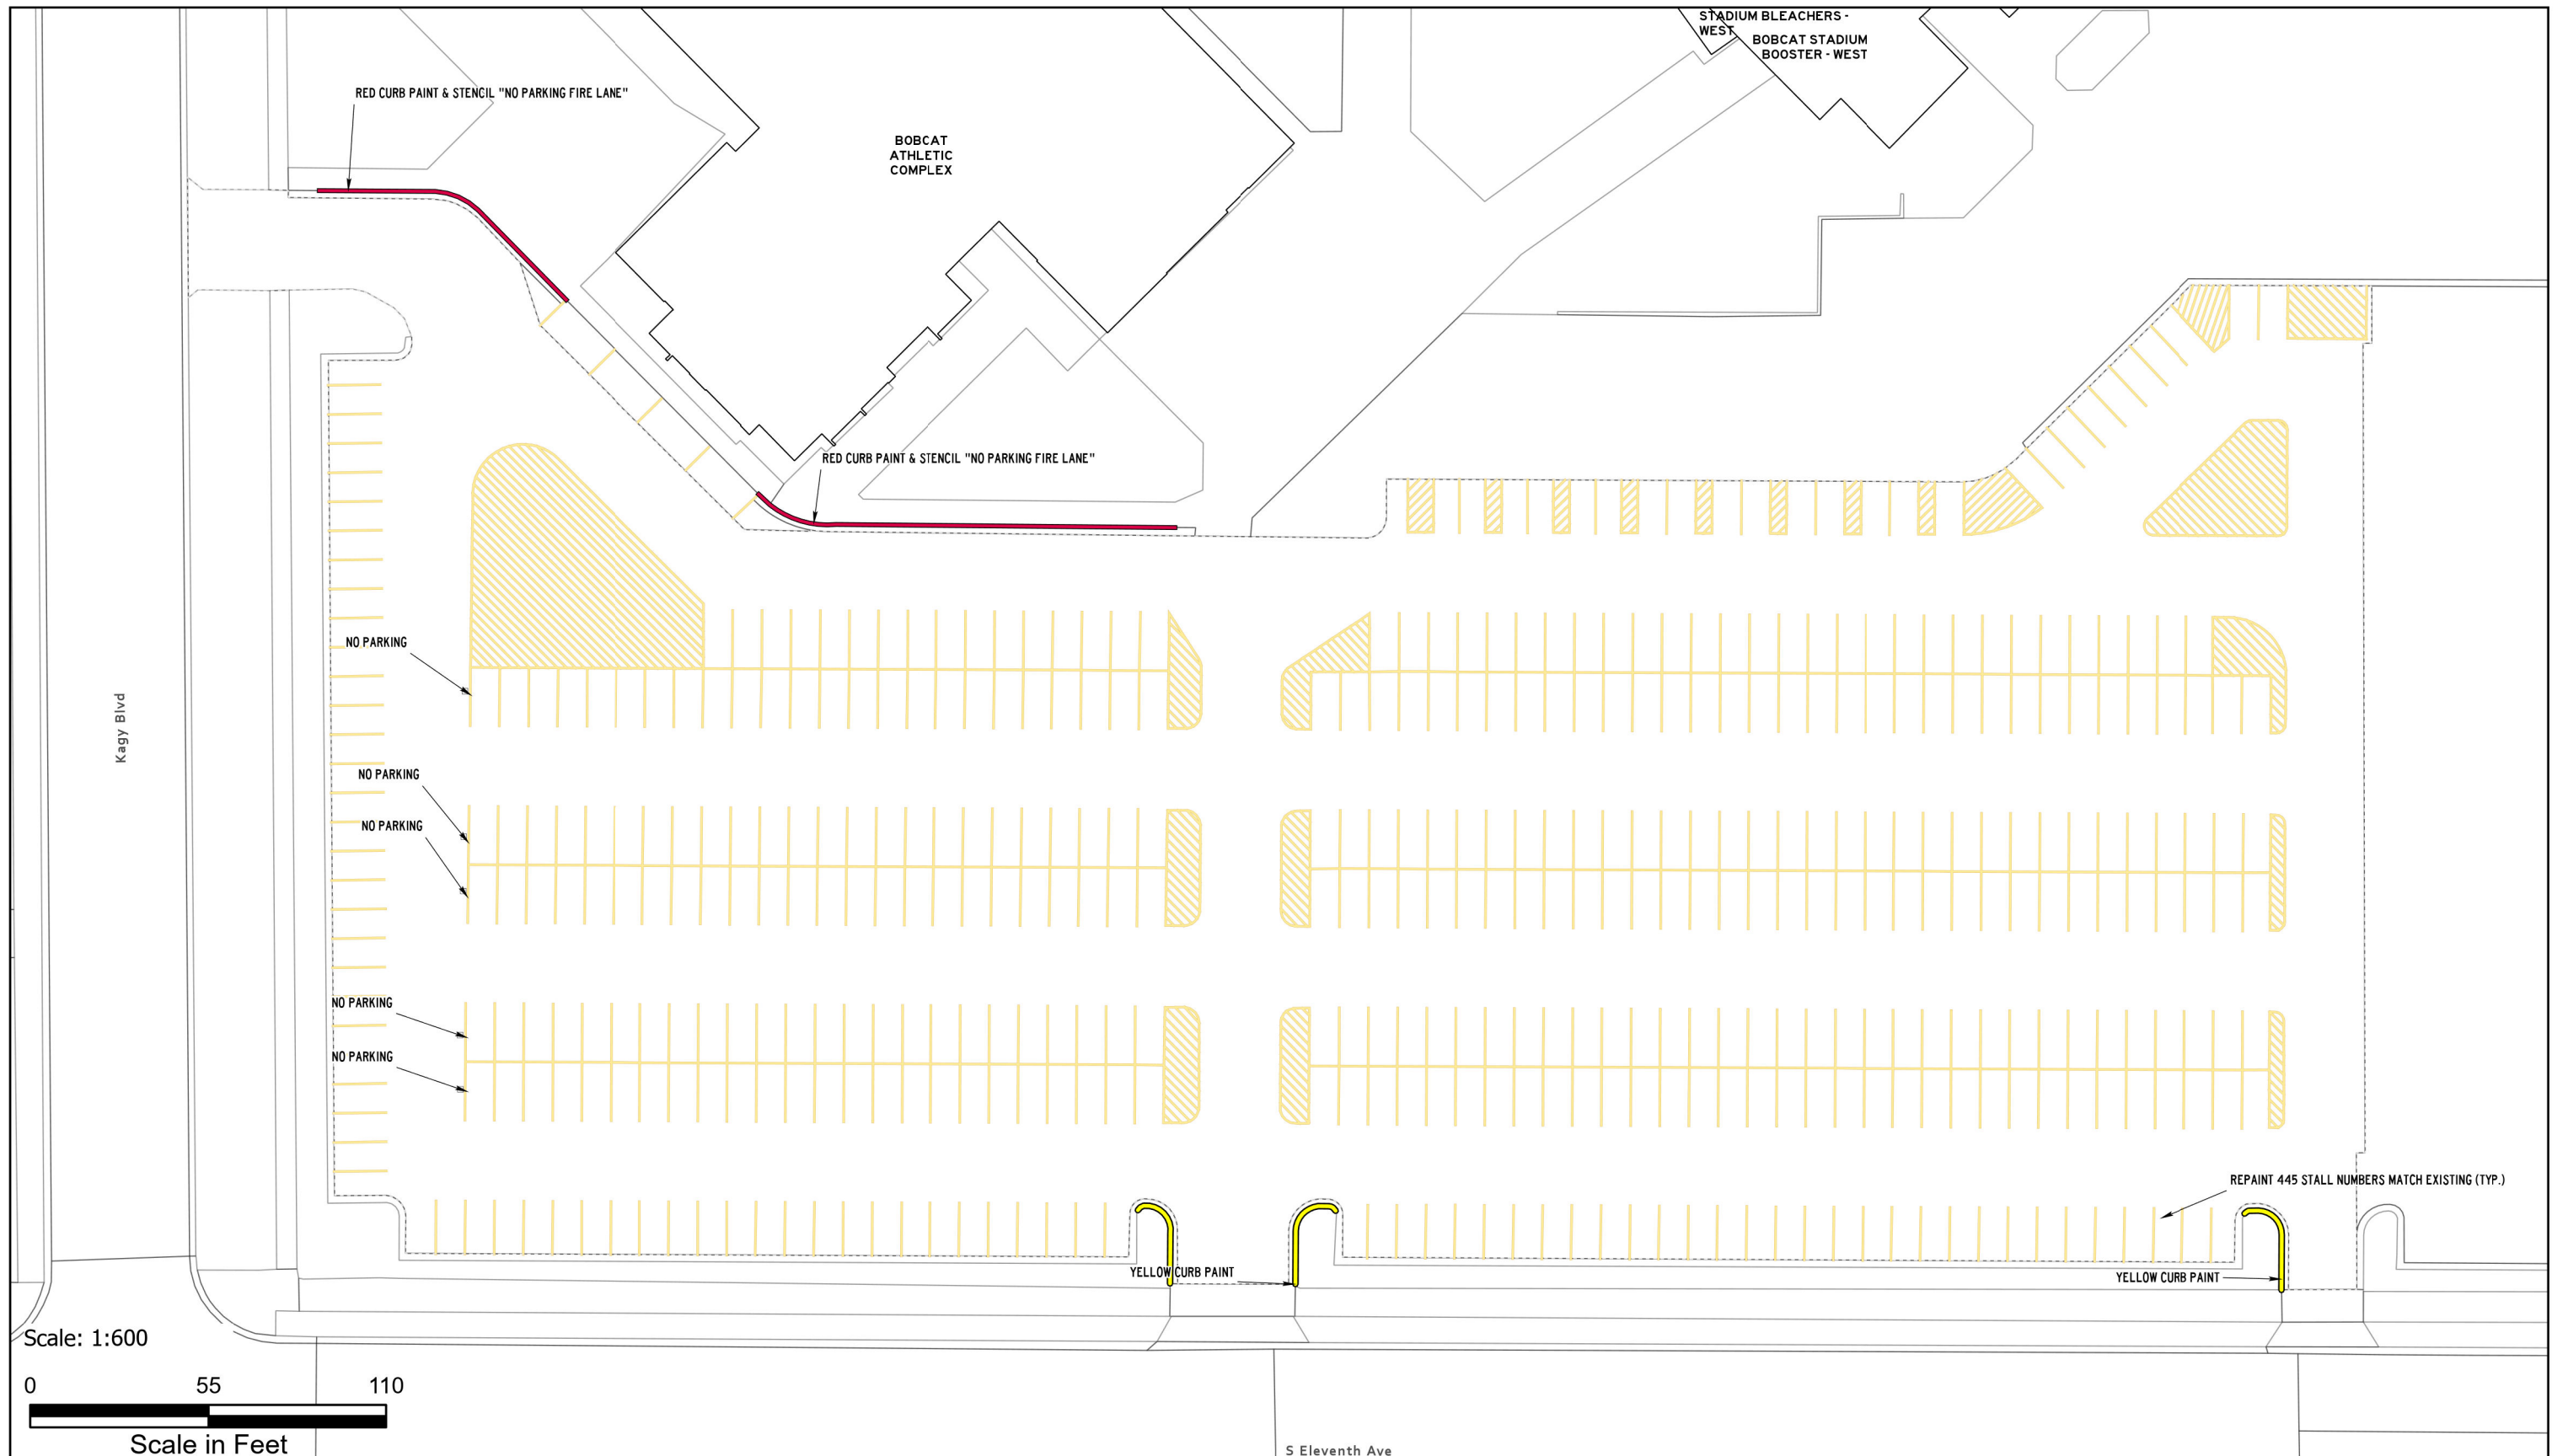 STADIUM BLEACHERS -
WEST
BOBCAT STADIUM
BOOSTER - WEST
RED CURB PAINT & STENCIL "NO PARKING FIRE LANE"
BOBCAT
ATHLETIC
COMPLEX
RED CURB PAINT & STENCIL "NO PARKING FIRE LANE"
NO PARKING
Kagy Blvd
NO PARKING
NO PARKING
NO PARKING
NO PARKING
REPAINT 445 STALL NUMBERS MATCH EXISTING (TYP.)
YELLOW CURB PAINT
YELLOW CURB PAINT
Scale: 1:600
0 55 110
Scale in Feet
S Eleventh Ave